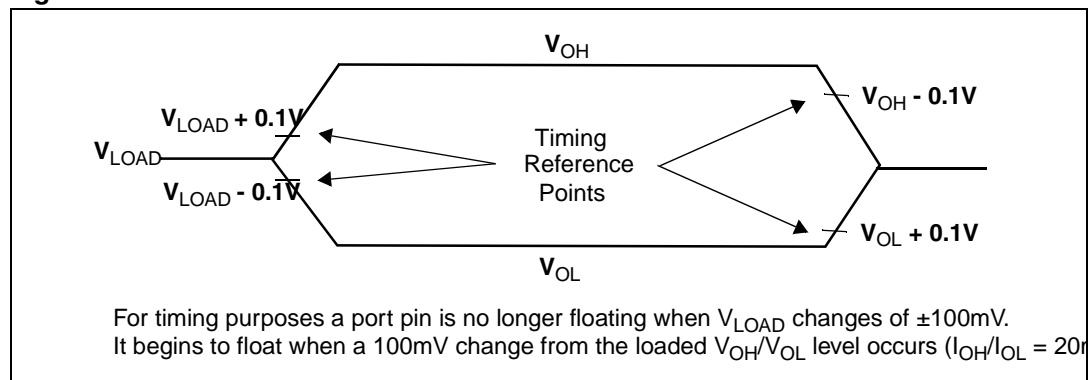 V_OH
V_LOAD + 0.1V
V_OH - 0.1V
V_LOAD
Timing
Reference
Points
V_LOAD - 0.1V
V_OL + 0.1V
V_OL
For timing purposes a port pin is no longer floating when V_LOAD changes of ±100mV.
It begins to float when a 100mV change from the loaded V_OH/V_OL level occurs (I_OH/I_OL = 20